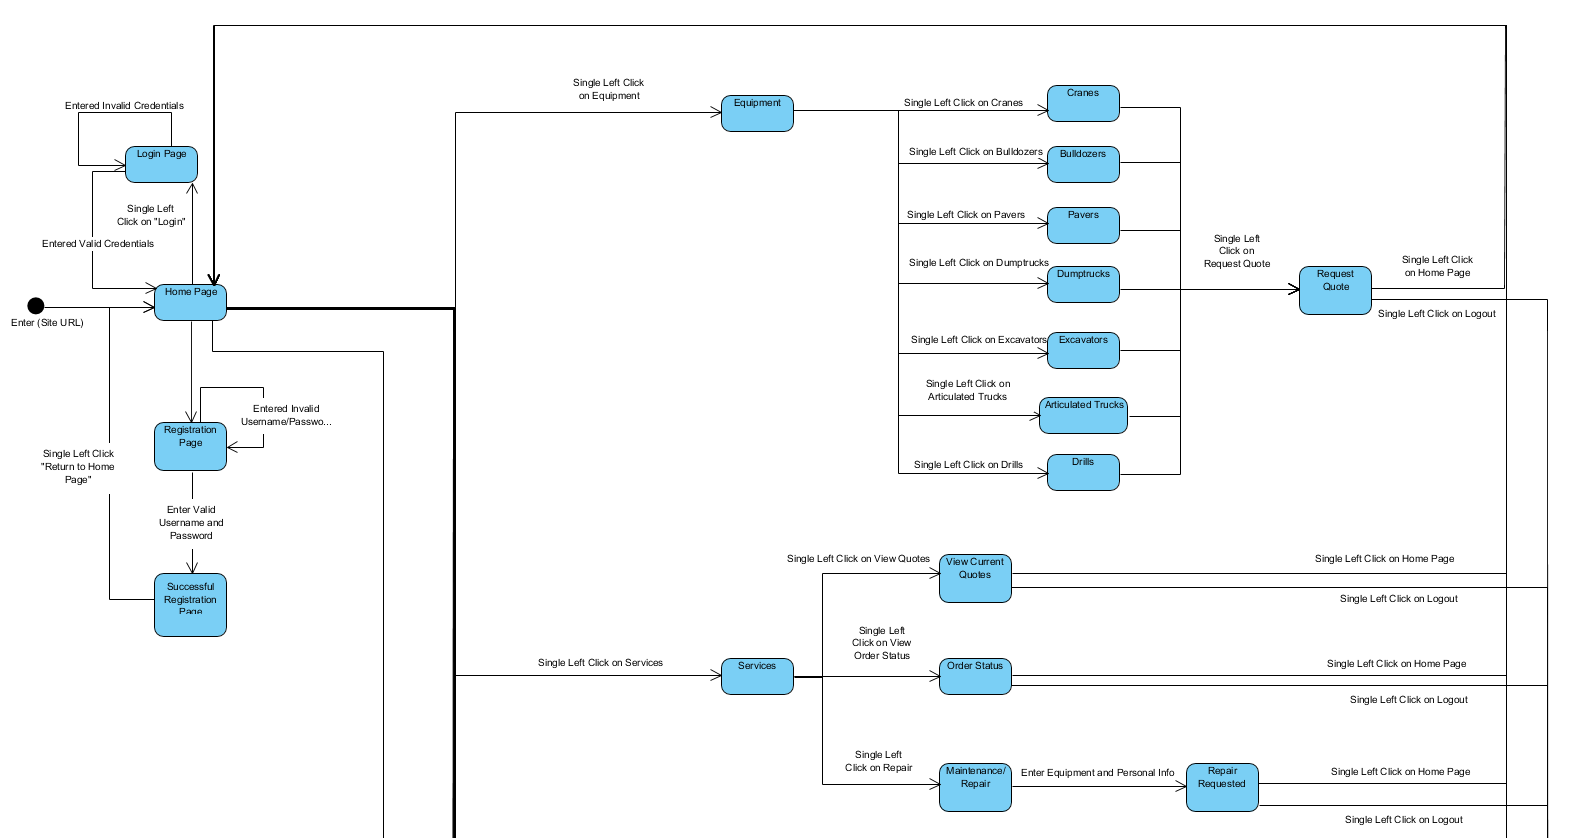 Single Left Click
on Equipment
Equipment
Single Left Click on Cranes
Cranes
Entered Invalid Credentials
Login Page
Single Left Click on Bulldozers
Bulldozers
Single Left
Click on "Login"
Single Left Click on Pavers
Pavers
Entered Valid Credentials
Single Left
Click on
Request Quote
Single Left Click on Dumptrucks
Dumptrucks
Request
Quote
Single Left Click
on Home Page
Home Page
Enter (Site URL)
Single Left Click on Logout
Single Left Click on Excavators
Excavators
Single Left Click on
Articulated Trucks
Articulated Trucks
Entered Invalid
Username/Passwo...
Registration
Page
Single Left Click
"Return to Home
Page"
Single Left Click on Drills
Drills
Enter Valid
Username and
Password
Successful
Registration
Page
Single Left Click on View Quotes
View Current
Quotes
Single Left Click on Home Page
Single Left Click on Logout
Single Left
Click on View
Order Status
Single Left Click on Services
Services
Order Status
Single Left Click on Home Page
Single Left Click on Logout
Single Left
Click on Repair
Maintenance/
Repair
Enter Equipment and Personal Info
Repair
Requested
Single Left Click on Home Page
Single Left Click on Logout